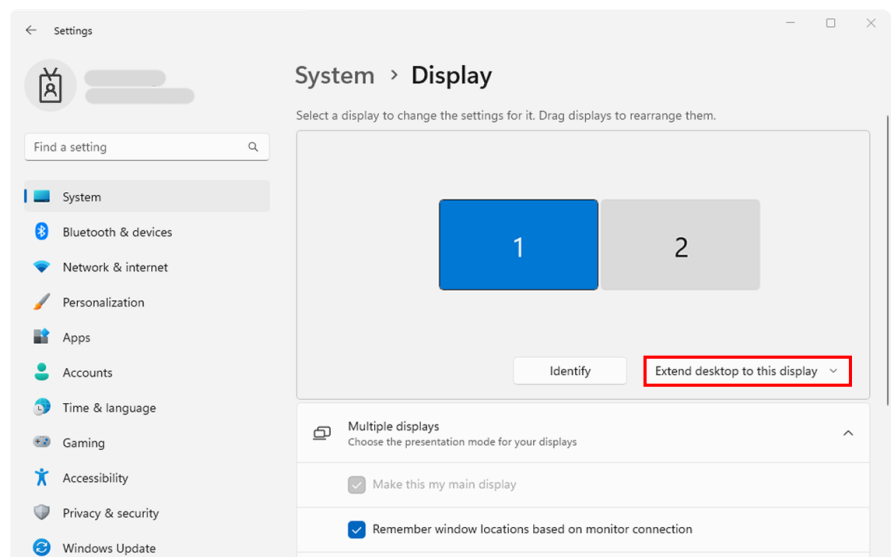 Settings
System > Display
Select a display to change the settings for it. Drag displays to rearrange them.
Find a setting
System
Bluetooth & devices
Network & internet
Personalization
Apps
Accounts
Time & language
Gaming
Accessibility
Privacy & security
Windows Update
1
2
Identify
Extend desktop to this display
Multiple displays
Choose the presentation mode for your displays
Make this my main display
Remember window locations based on monitor connection